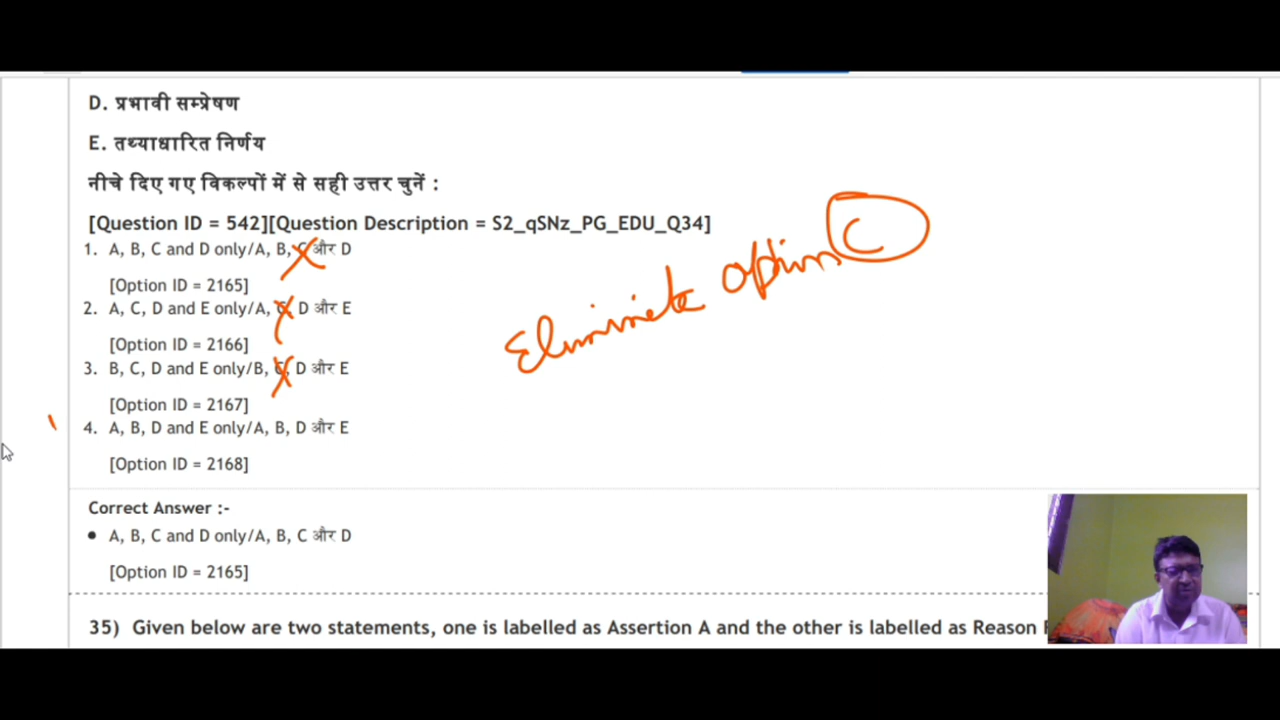 D. प्रभावी सम्प्रेषण
E. तथ्याधारित निर्णय
नीचे दिए गए विकल्पों में से सही उत्तर चुनें :
[Question ID = 542][Question Description = S2_qSNz_PG_EDU_Q34]
1. A, B, C and D only/A, B, C और D
[Option ID = 2165]
2. A, C, D and E only/A, C, D और E
[Option ID = 2166]
3. B, C, D and E only/B, C, D और E
[Option ID = 2167]
4. A, B, D and E only/A, B, D और E
[Option ID = 2168]
Eliminete Option C
Correct Answer :-
• A, B, C and D only/A, B, C और D
[Option ID = 2165]
35) Given below are two statements, one is labelled as Assertion A and the other is labelled as Reason